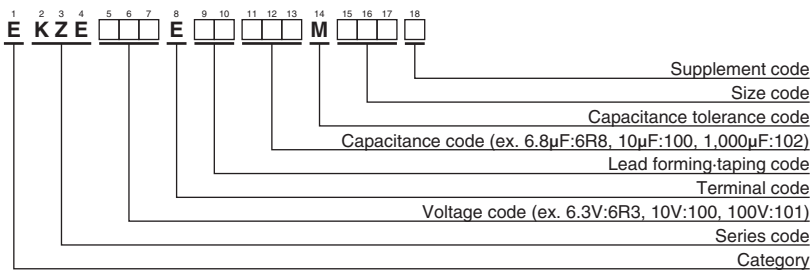 1 2 3 4 5 6 7 8 9 10 11 12 13 14 15 16 17 18
E K Z E □□□ E □□ □□□ M □□□ □
Supplement code
Size code
Capacitance tolerance code
Capacitance code (ex. 6.8µF:6R8, 10µF:100, 1,000µF:102)
Lead forming·taping code
Terminal code
Voltage code (ex. 6.3V:6R3, 10V:100, 100V:101)
Series code
Category